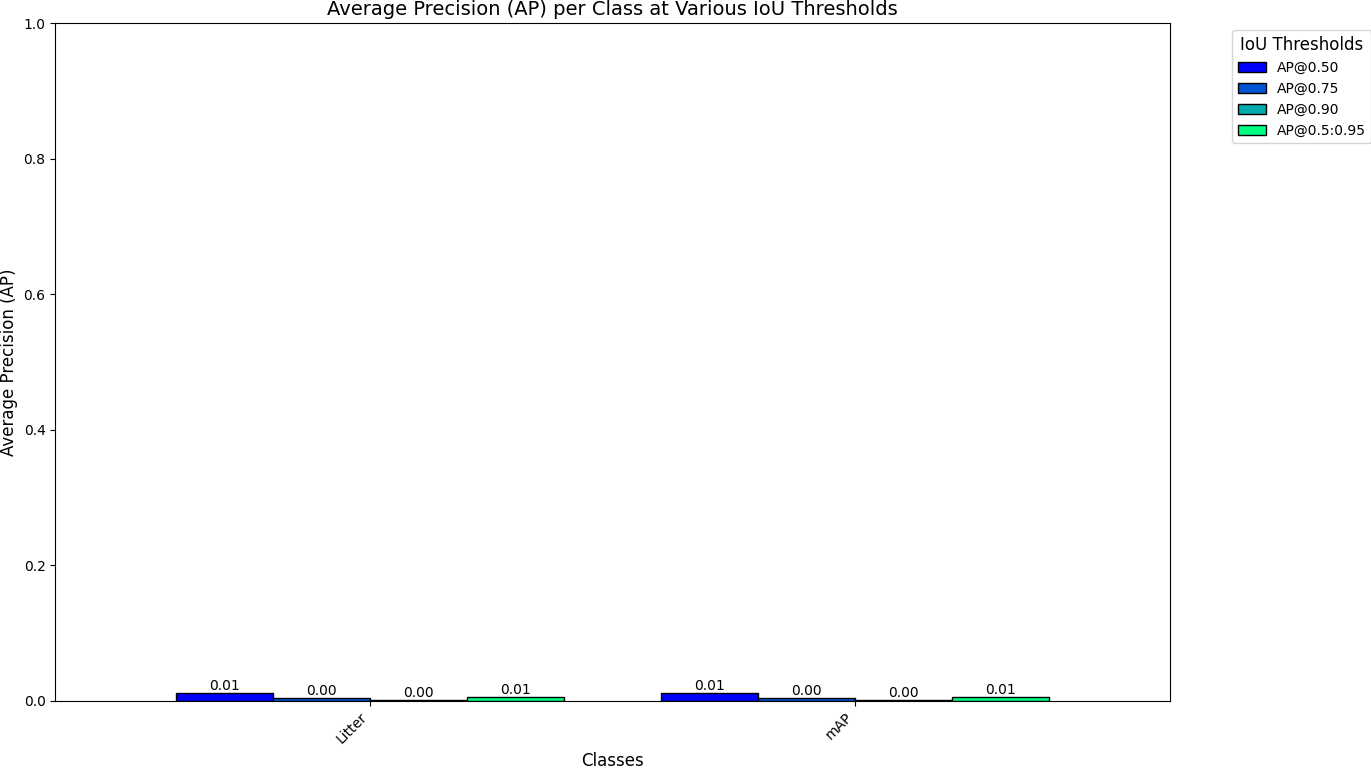 Average Precision (AP) per Class at Various IoU Thresholds
IoU Thresholds
AP@0.50
AP@0.75
AP@0.90
AP@0.5:0.95
Average Precision (AP)
1.0
0.8
0.6
0.4
0.2
0.0
0.01 0.00 0.00 0.01 0.01 0.00 0.00 0.01
Litter mAP
Classes